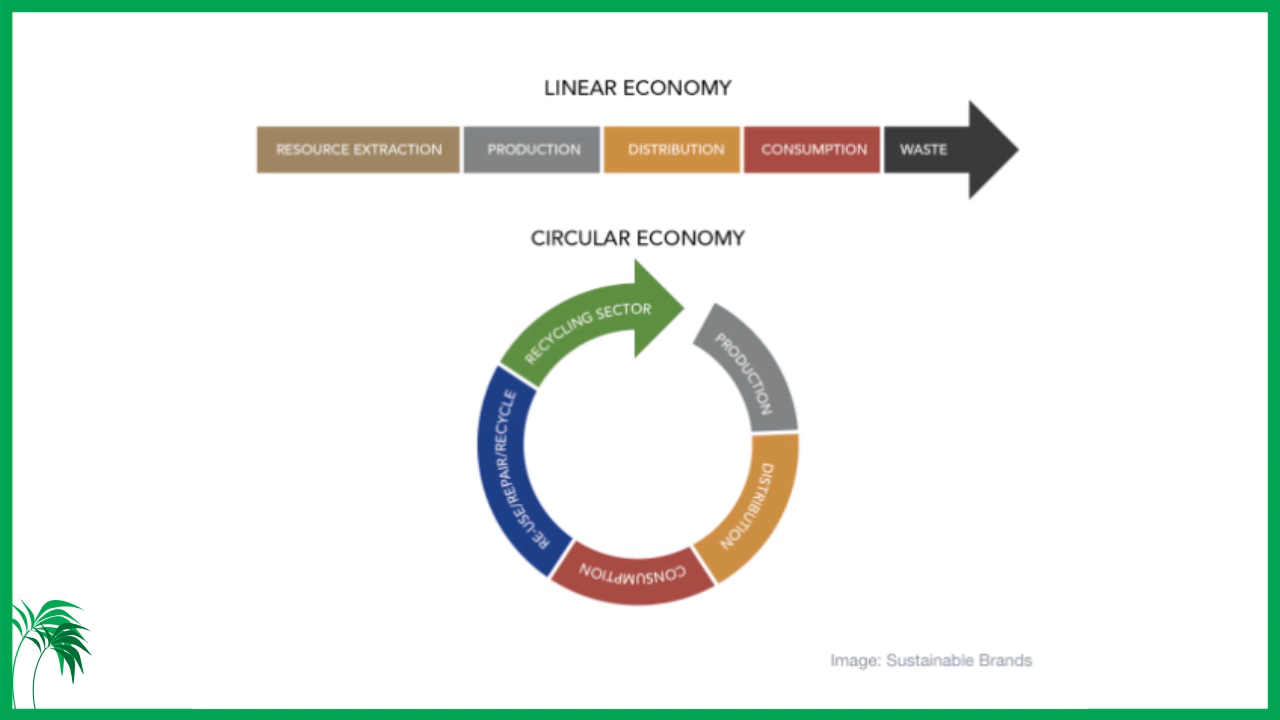 LINEAR ECONOMY
RESOURCE EXTRACTION
PRODUCTION
DISTRIBUTION
CONSUMPTION
WASTE
CIRCULAR ECONOMY
RECYCLING SECTOR
PRODUCTION
DISTRIBUTION
CONSUMPTION
RE-USE/REPAIR/RECYCLE
Image: Sustainable Brands